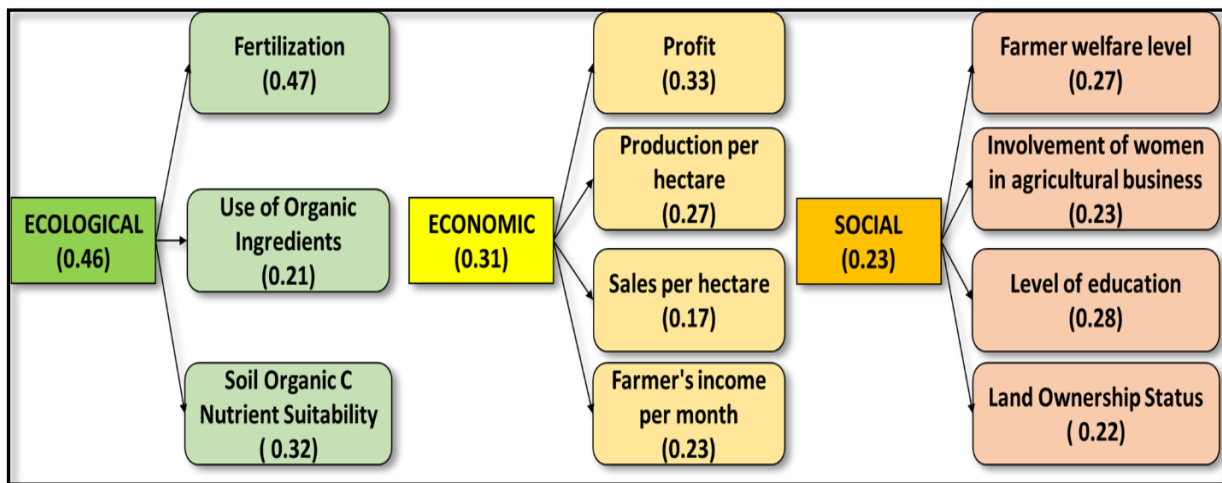 ECOLOGICAL
(0.46)
Fertilization
(0.47)
Use of Organic
Ingredients
(0.21)
Soil Organic C
Nutrient Suitability
( 0.32)
ECONOMIC
(0.31)
Profit
(0.33)
Production per
hectare
(0.27)
Sales per hectare
(0.17)
Farmer's income
per month
(0.23)
SOCIAL
(0.23)
Farmer welfare level
(0.27)
Involvement of women
in agricultural business
(0.23)
Level of education
(0.28)
Land Ownership Status
( 0.22)